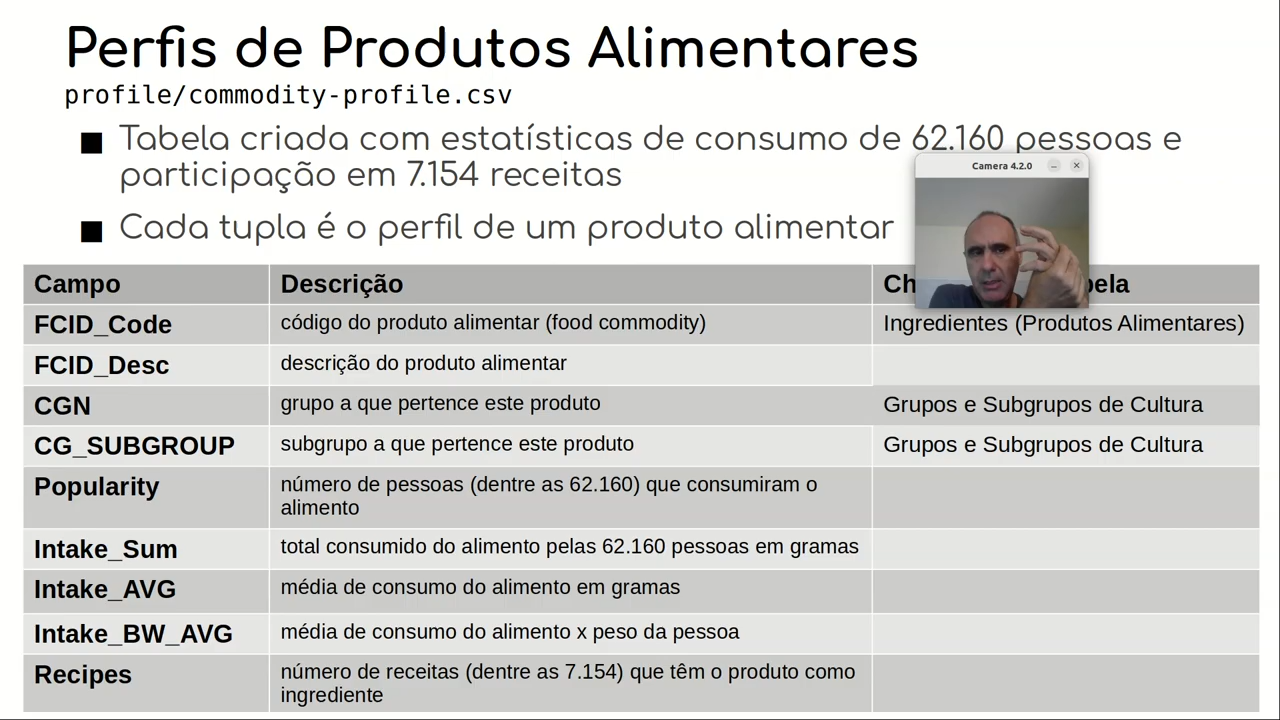 Perfis de Produtos Alimentares
profile/commodity-profile.csv
■ Tabela criada com estatísticas de consumo de 62.160 pessoas e
participação em 7.154 receitas
■ Cada tupla é o perfil de um produto alimentar
Camera 4.2.0
Campo Descrição
FCID_Code código do produto alimentar (food commodity) Ingredientes (Produtos Alimentares)
FCID_Desc descrição do produto alimentar
CGN grupo a que pertence este produto Grupos e Subgrupos de Cultura
CG_SUBGROUP subgrupo a que pertence este produto Grupos e Subgrupos de Cultura
Popularity número de pessoas (dentre as 62.160) que consumiram o
alimento
Intake_Sum total consumido do alimento pelas 62.160 pessoas em gramas
Intake_AVG média de consumo do alimento em gramas
Intake_BW_AVG média de consumo do alimento x peso da pessoa
Recipes número de receitas (dentre as 7.154) que têm o produto como
ingrediente